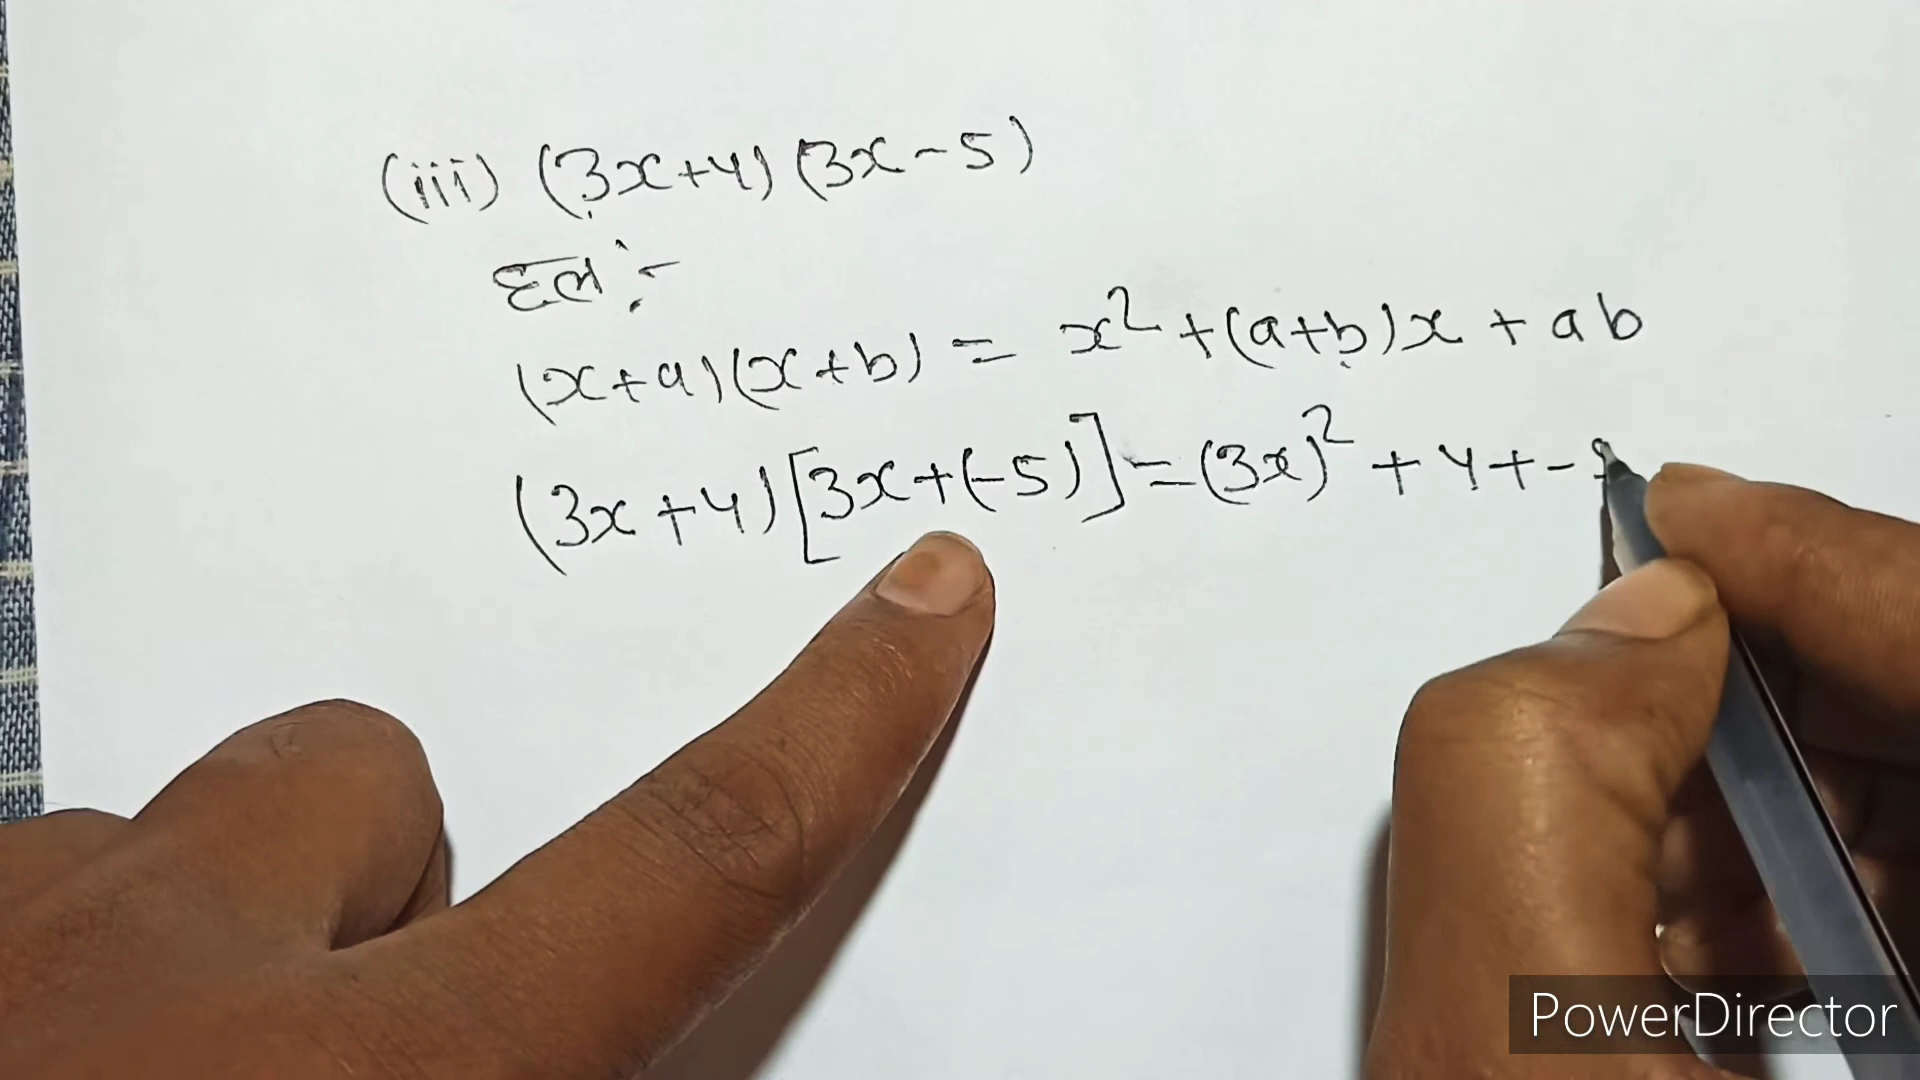 (iii) (3x+4)(3x-5)
हल :-
(x+a)(x+b) = x² +(a+b)x + ab
(3x+4)[3x+(-5)] = (3x)² + 4 + -
PowerDirector